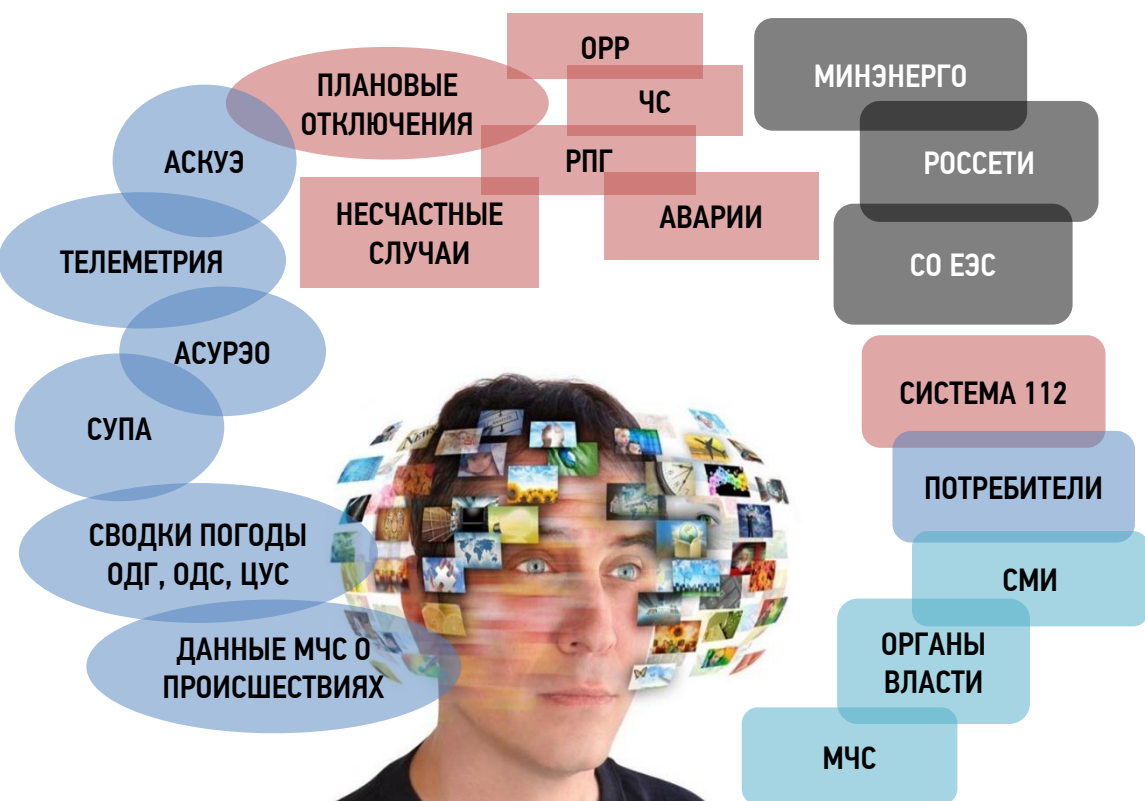 ОРР
ПЛАНОВЫЕ
ОТКЛЮЧЕНИЯ
ЧС
РПГ
НЕСЧАСТНЫЕ
СЛУЧАИ
АВАРИИ
МИНЭНЕРГО
РОССЕТИ
СО ЕЭС
АСКУЭ
ТЕЛЕМЕТРИЯ
АСУРЭО
СУПА
СВОДКИ ПОГОДЫ
ОДГ, ОДС, ЦУС
ДАННЫЕ МЧС О
ПРОИСШЕСТВИЯХ
СИСТЕМА 112
ПОТРЕБИТЕЛИ
СМИ
ОРГАНЫ
ВЛАСТИ
МЧС
NEWS